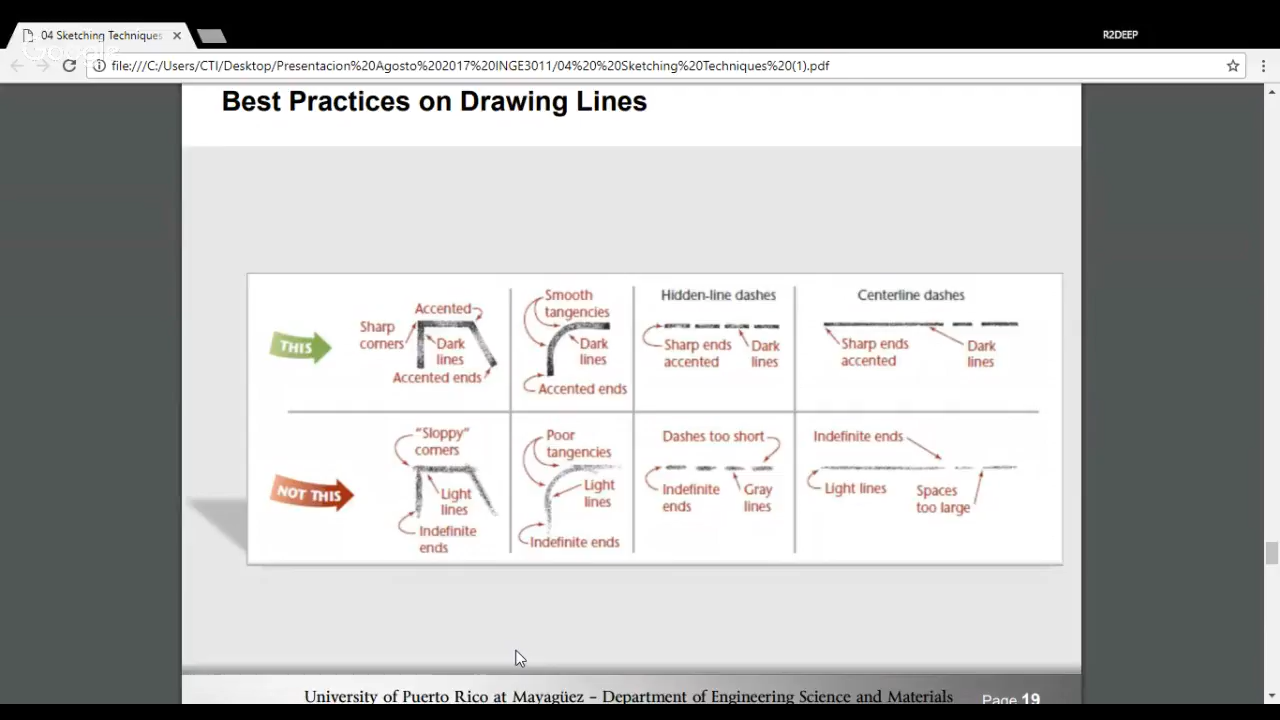 04 Sketching Techniques
R2DEEP
Google
file:///C:/Users/CTI/Desktop/Presentacion%20Agosto%202017%20INGE3011/04%20%20Sketching%20Techniques%20(1).pdf
Best Practices on Drawing Lines
THIS
Sharp
corners
Accented
Dark
lines
Accented ends
Smooth
tangencies
Dark
lines
Accented ends
Hidden-line dashes
Sharp ends
accented
Dark
lines
Centerline dashes
Sharp ends
accented
Dark
lines
NOT THIS
"Sloppy"
corners
Light
lines
Indefinite
ends
Poor
tangencies
Light
lines
Indefinite ends
Dashes too short
Indefinite
ends
Gray
lines
Indefinite ends
Light lines
Spaces
too large
University of Puerto Rico at Mayagüez – Department of Engineering Science and Materials
Page 19